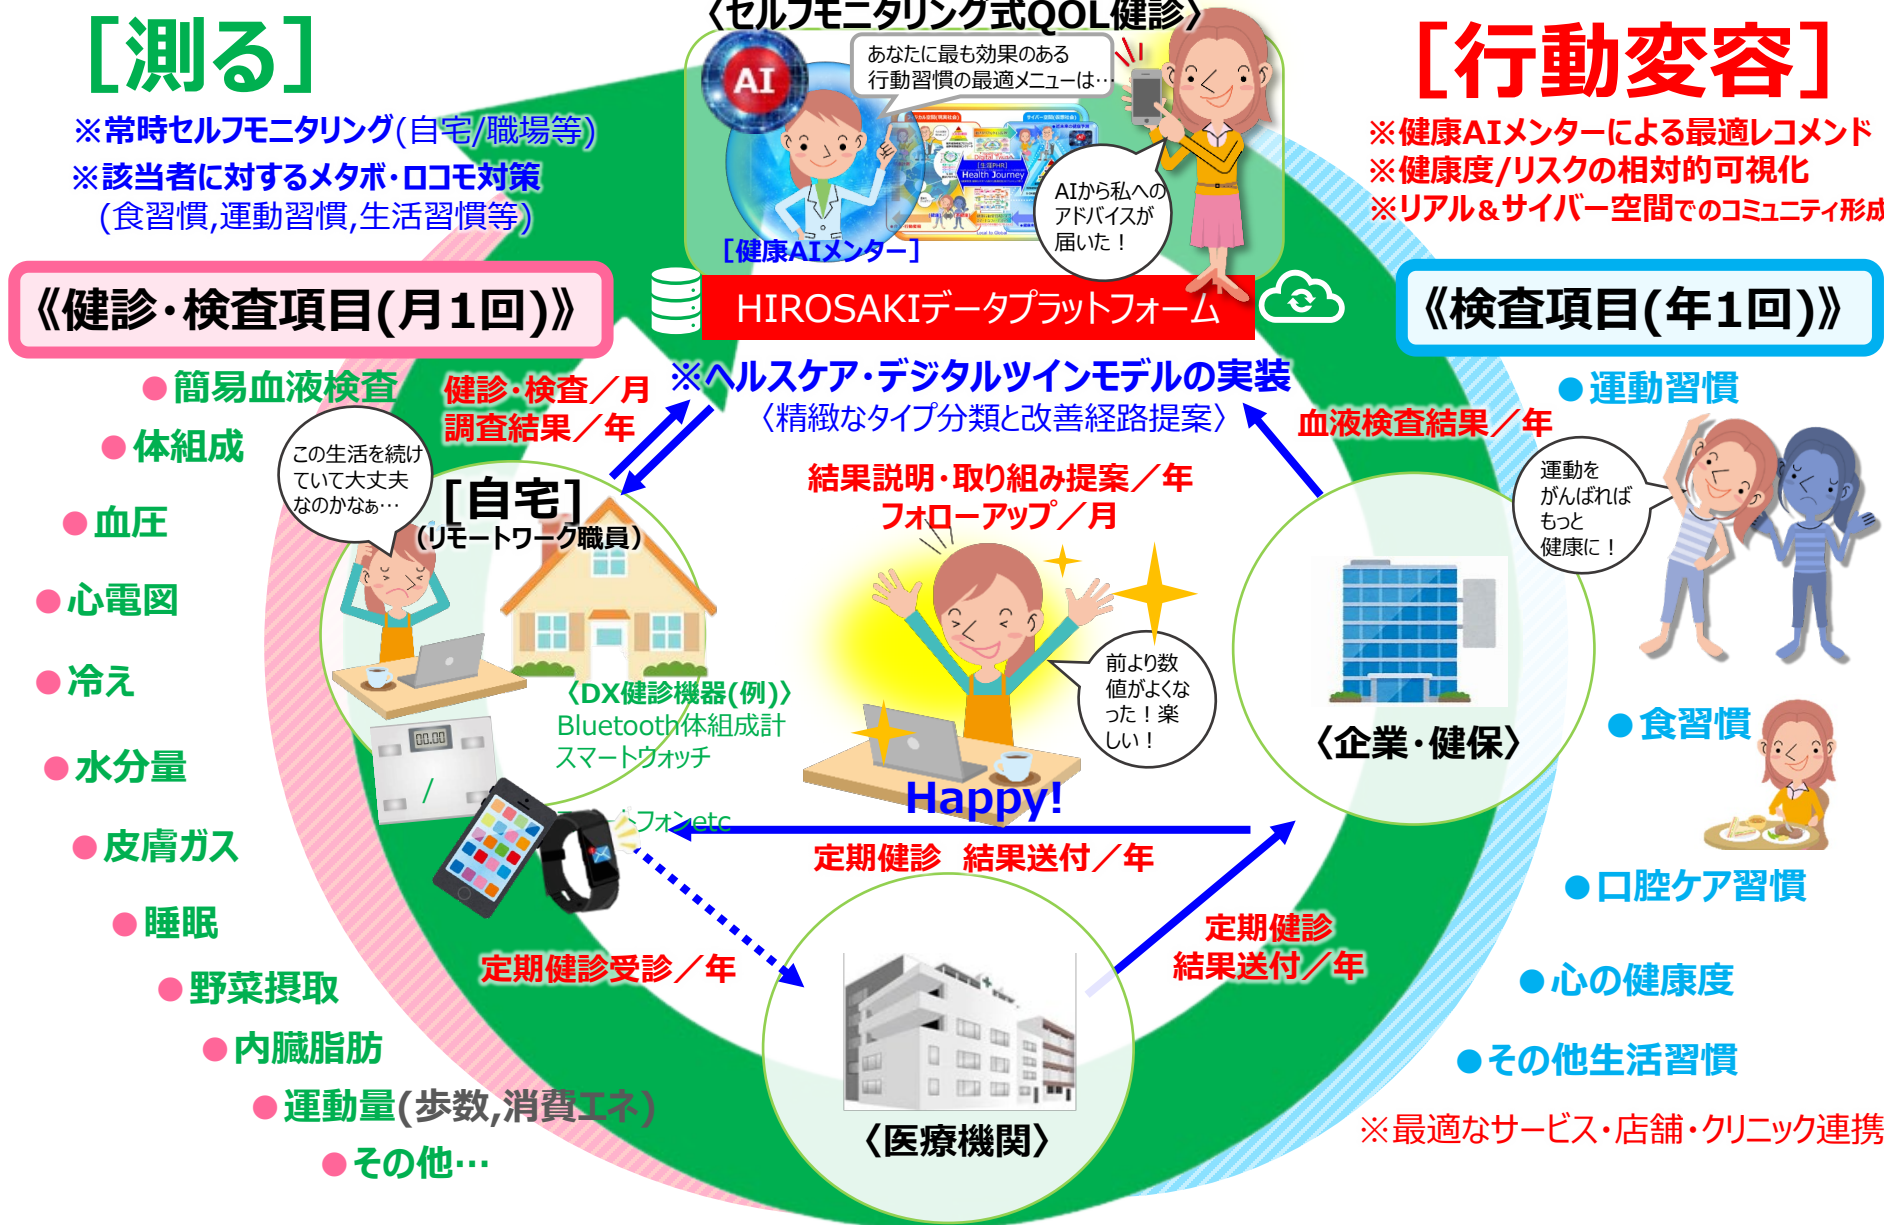 〈セルフモニタリング式QOL健診〉
［測る］
※常時セルフモニタリング(自宅/職場等)
※該当者に対するメタボ・ロコモ対策
(食習慣,運動習慣,生活習慣等)
AI
あなたに最も効果のある
行動習慣の最適メニューは…
Health Journey
AIから私への
アドバイスが
届いた！
［健康AIメンター］
［行動変容］
※健康AIメンターによる最適レコメンド
※健康度/リスクの相対的可視化
※リアル＆サイバー空間でのコミュニティ形成
《健診・検査項目(月1回)》
HIROSAKIデータプラットフォーム
《検査項目(年1回)》
※ヘルスケア・デジタルツインモデルの実装
〈精緻なタイプ分類と改善経路提案〉
●簡易血液検査
●体組成
●血圧
●心電図
●冷え
●水分量
●皮膚ガス
●睡眠
●野菜摂取
●内臓脂肪
●運動量(歩数,消費エネ)
●その他…
健診・検査／月
調査結果／年
この生活を続け
ていて大丈夫
なのかなぁ…
［自宅］
(リモートワーク職員)
〈DX健診機器(例)〉
Bluetooth体組成計
スマートウォッチ
フォンetc
00.00
結果説明・取り組み提案／年
フォローアップ／月
前より数
値がよくな
った！楽
しい！
Happy!
定期健診 結果送付／年
定期健診受診／年
定期健診
結果送付／年
〈医療機関〉
血液検査結果／年
〈企業・健保〉
運動を
がんばれば
もっと
健康に！
●運動習慣
●食習慣
●口腔ケア習慣
●心の健康度
●その他生活習慣
※最適なサービス・店舗・クリニック連携